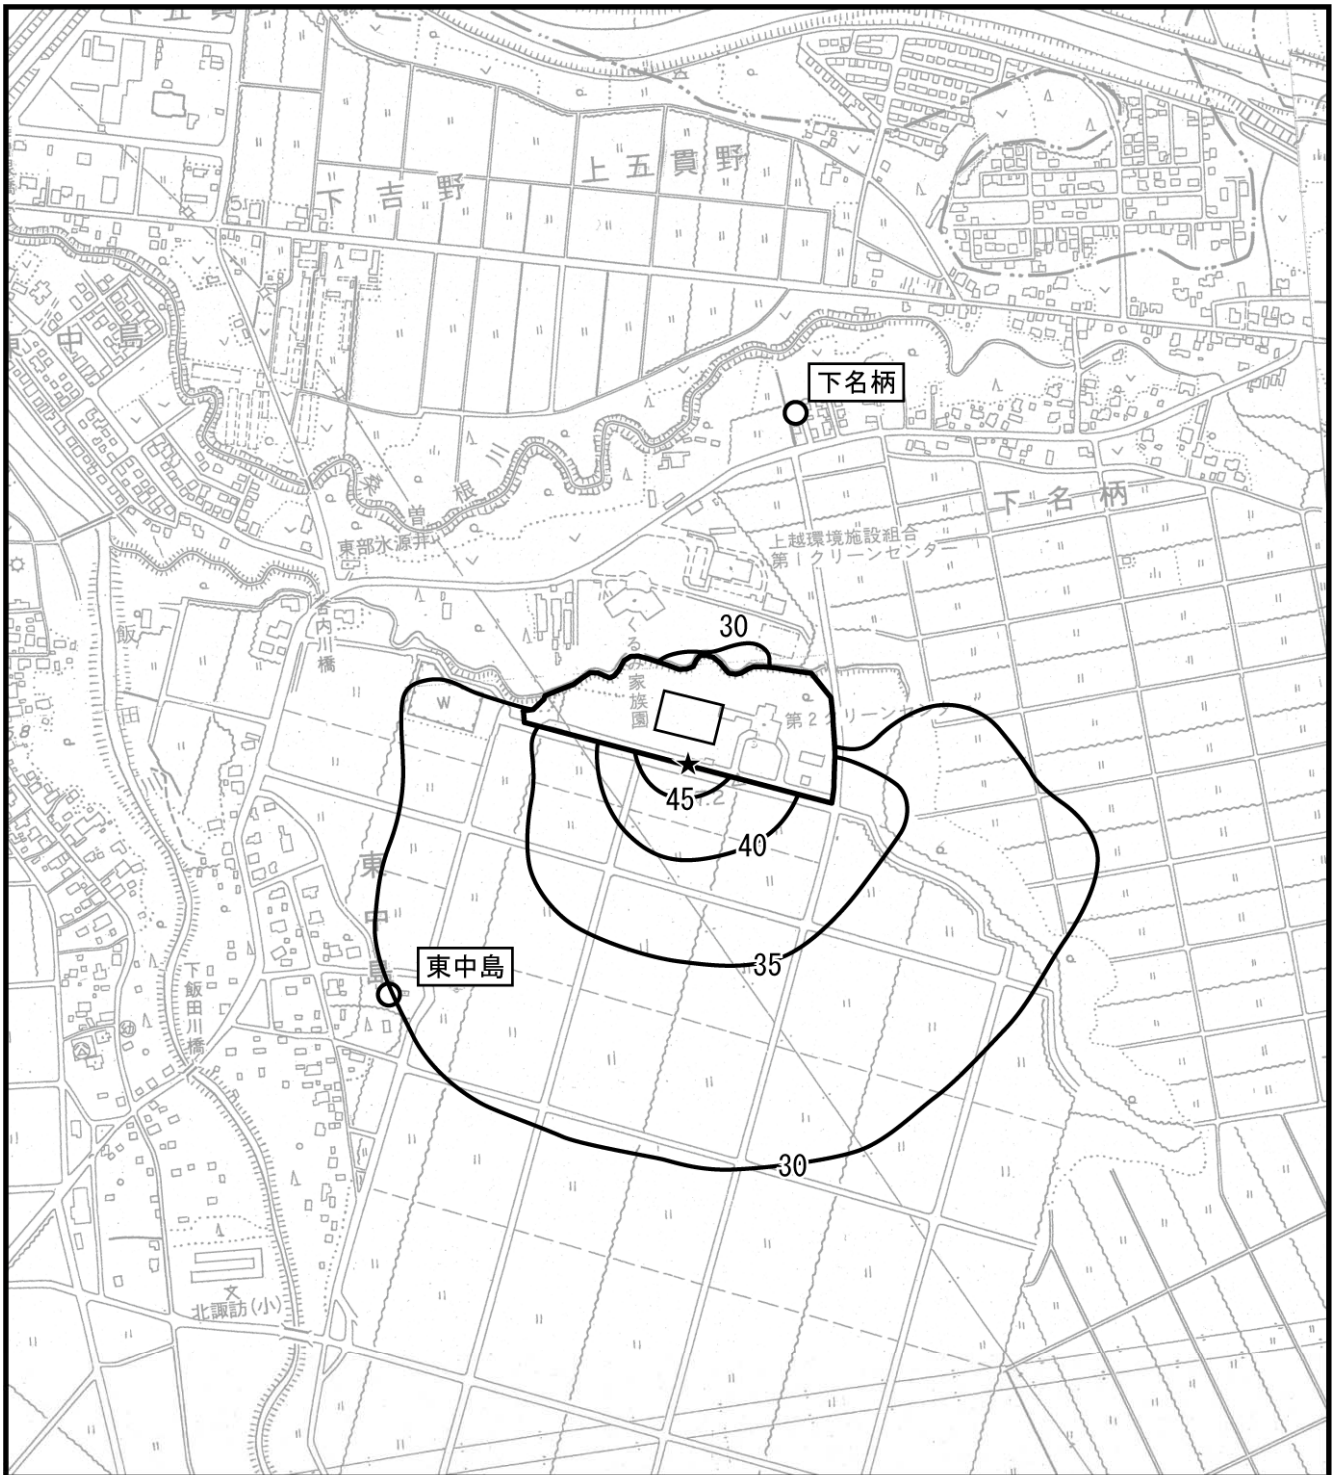 下吉野
上五貫野
中島
下名柄
下名柄
川
根
曽
桑
東部水源井
上越環境施設組合
第1クリーンセンター
宮内川橋
飯
田
川
くるみ家族園
30
W
第2クリーンセンター
45
40
35
東中島
東中島
下飯田川橋
30
文
北諏訪(小)